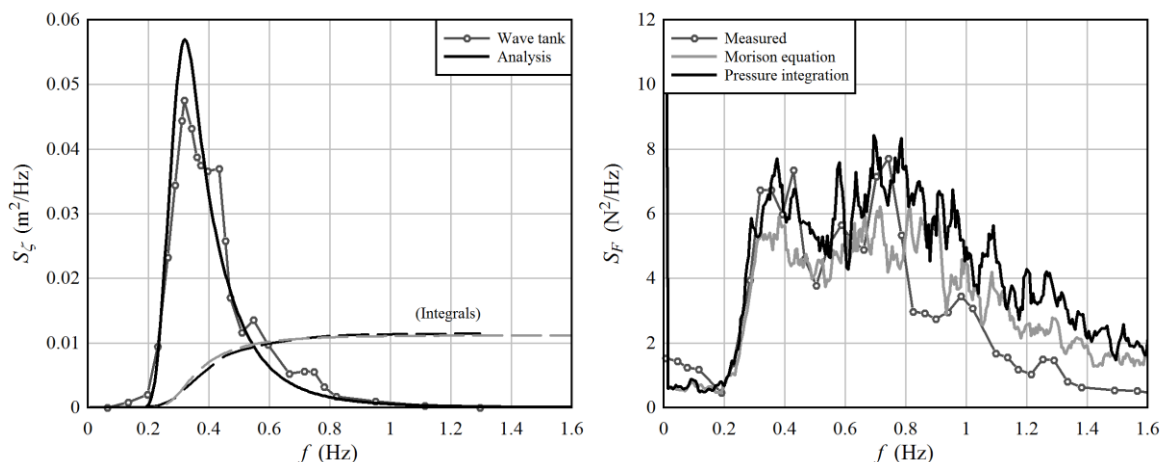 0.06
0.05
0.04
0.03
0.02
0.01
0
S_ζ (m²/Hz)
Wave tank
Analysis
(Integrals)
0 0.2 0.4 0.6 0.8 1 1.2 1.4 1.6
f (Hz)
12
10
8
6
4
2
0
S_F (N²/Hz)
Measured
Morison equation
Pressure integration
0 0.2 0.4 0.6 0.8 1 1.2 1.4 1.6
f (Hz)